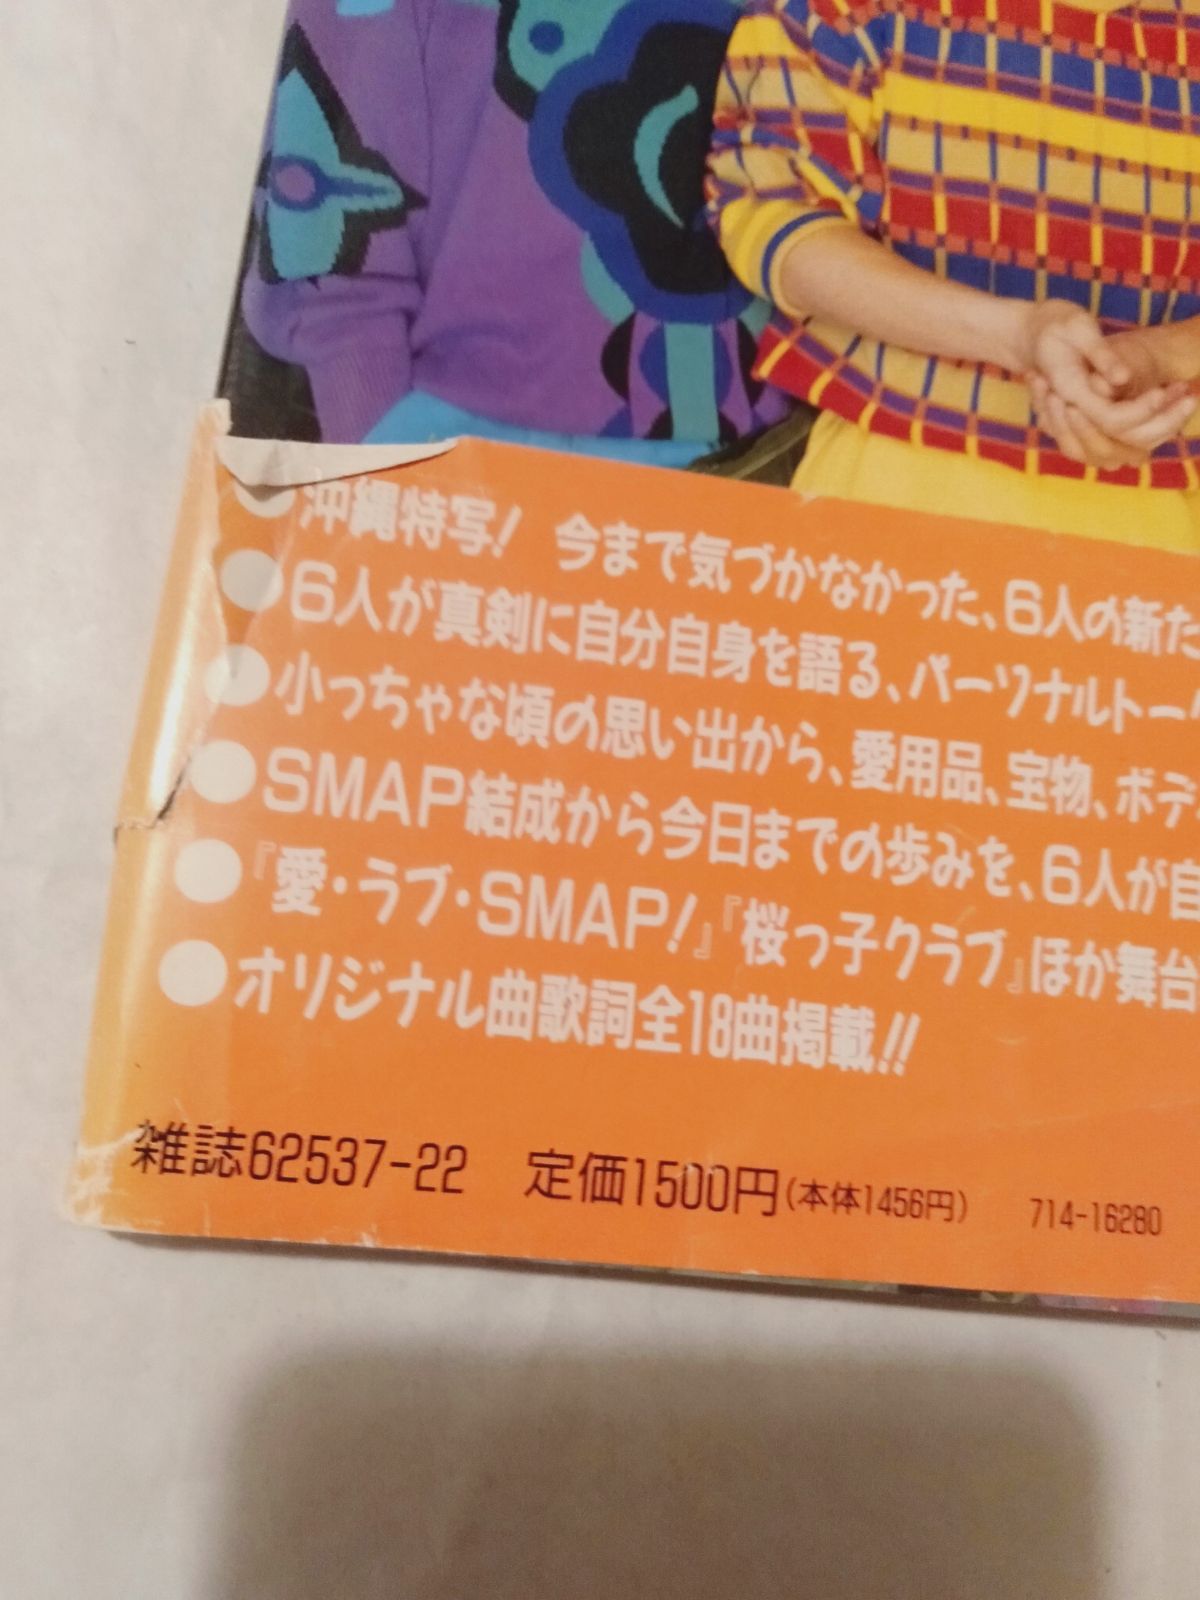 ●沖縄特写! 今まで気づかなかった、6人の新た
●6人が真剣に自分自身を語る、パーソナルトー
●小っちゃな頃の思い出から、愛用品、宝物、ボデ
●SMAP結成から今日までの歩みを、6人が自
●『愛・ラブ・SMAP!』『桜っ子クラブ』ほか舞台
●オリジナル曲歌詞全18曲掲載!!
雑誌62537-22 定価1500円(本体1456円) 714-16280